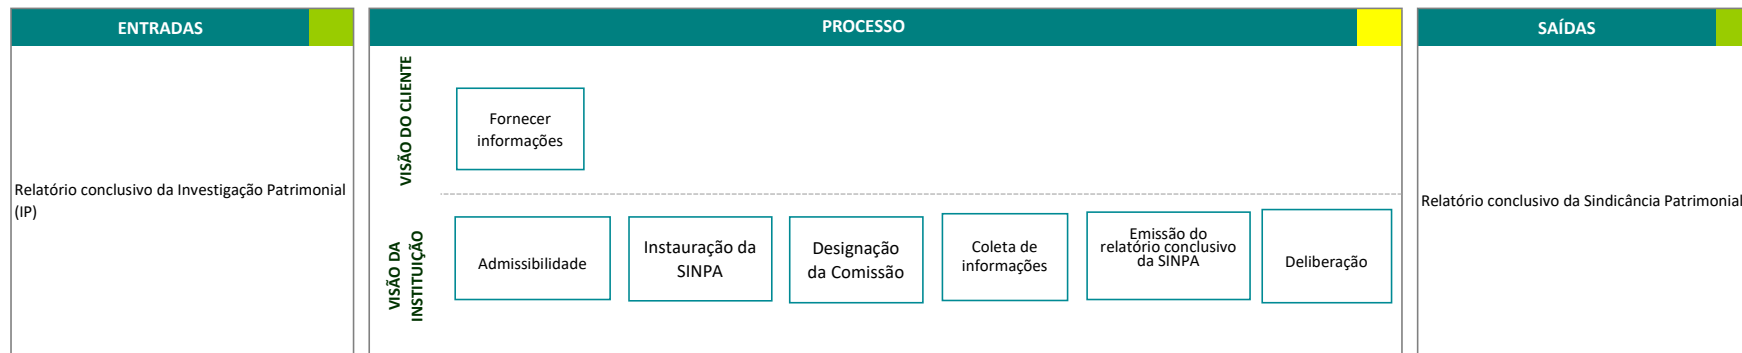 ENTRADAS
Relatório conclusivo da Investigação Patrimonial
(IP)
PROCESSO
VISÃO DO CLIENTE
Fornecer
informações
VISÃO DA
INSTITUIÇÃO
Admissibilidade
Instauração da
SINPA
Designação
da Comissão
Coleta de
informações
Emissão do
relatório conclusivo
da SINPA
Deliberação
SAÍDAS
Relatório conclusivo da Sindicância Patrimonial